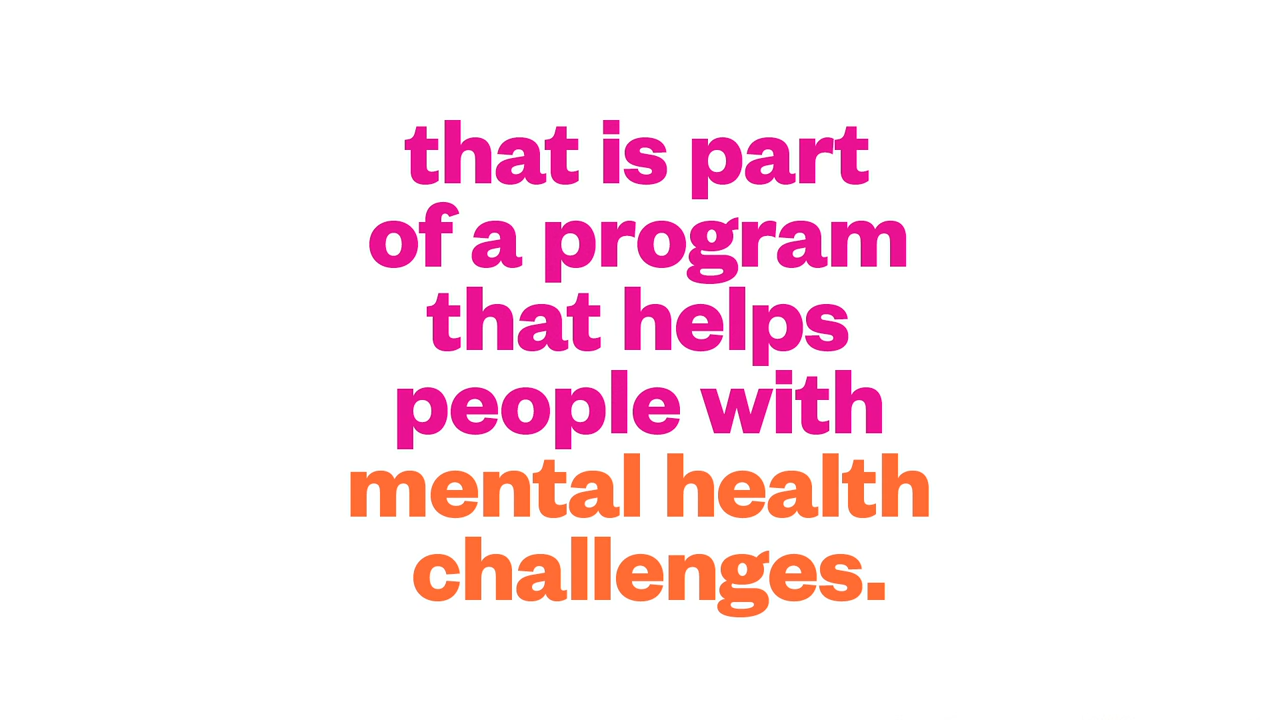 that is part
of a program
that helps
people with
mental health
challenges.